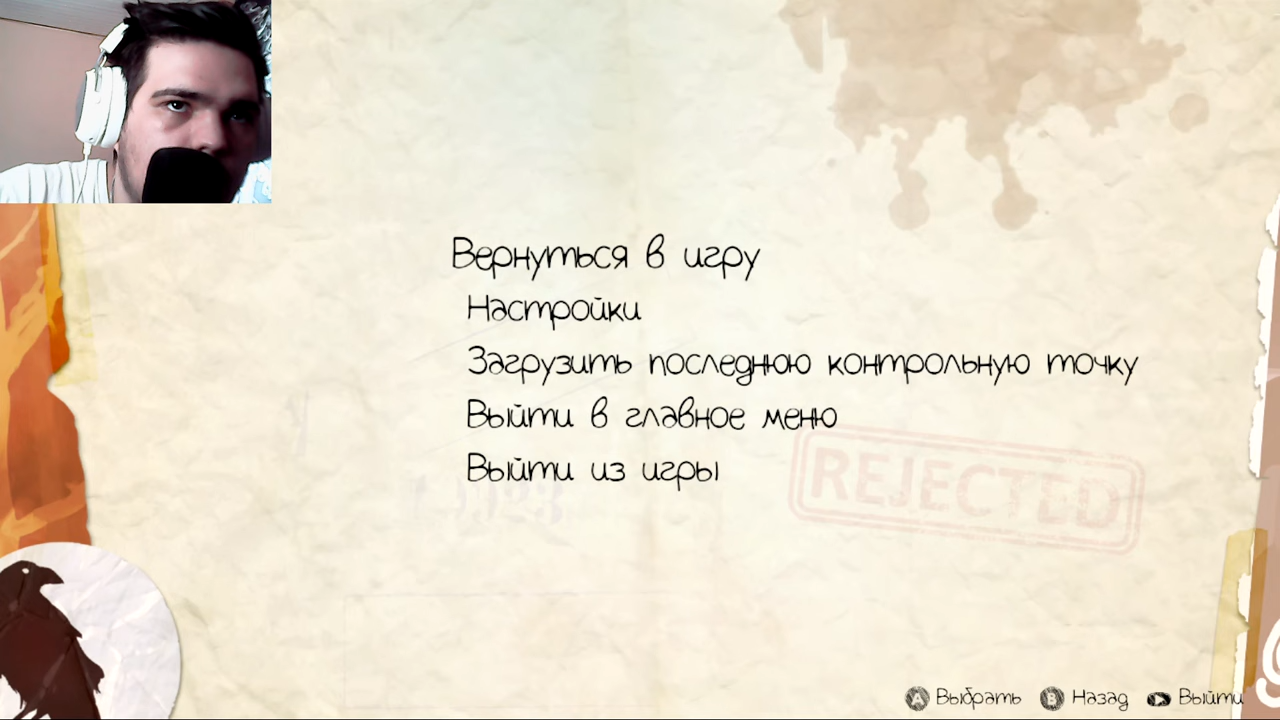 Вернуться в игру
Настройки
Загрузить последнюю контрольную точку
Выйти в главное меню
Выйти из игры
REJECTED
A Выбрать B Назад Выйти